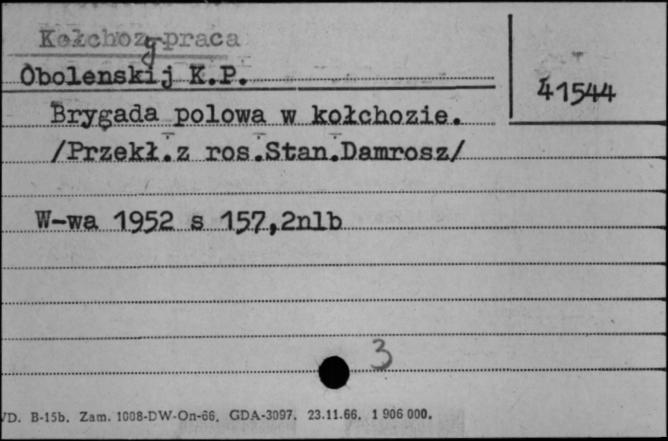 Kołchozy-praca
Obolenskij K.P.
41544
Brygada polowa w kołchozie.
/Przekł.z ros.Stan.Damrosz/
W-wa 1952 s 157,2nlb
3
VD. B-15b. Zam. 1008-DW-On-66. GDA-3097. 23.11.66. 1 906 000.